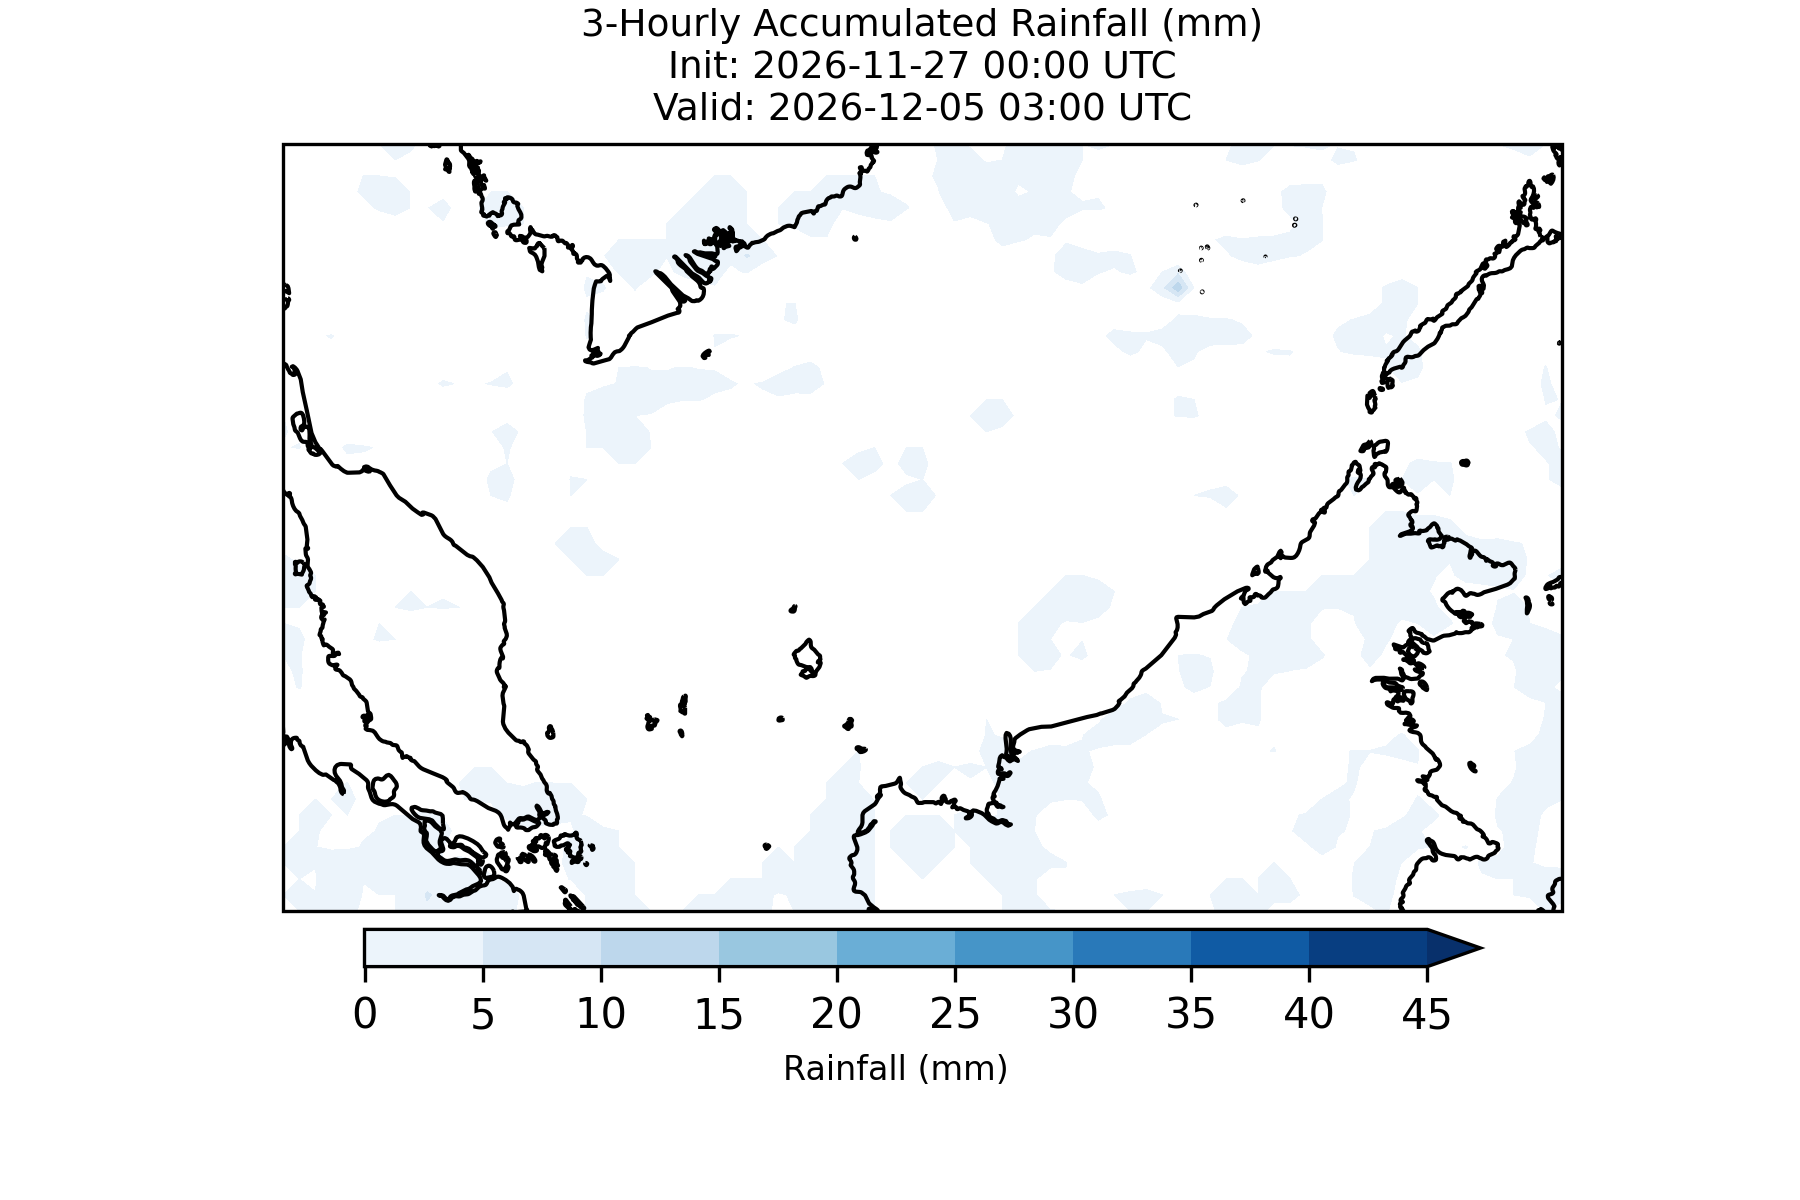 3-Hourly Accumulated Rainfall (mm)
Init: 2026-11-27 00:00 UTC
Valid: 2026-12-05 03:00 UTC
0 5 10 15 20 25 30 35 40 45
Rainfall (mm)